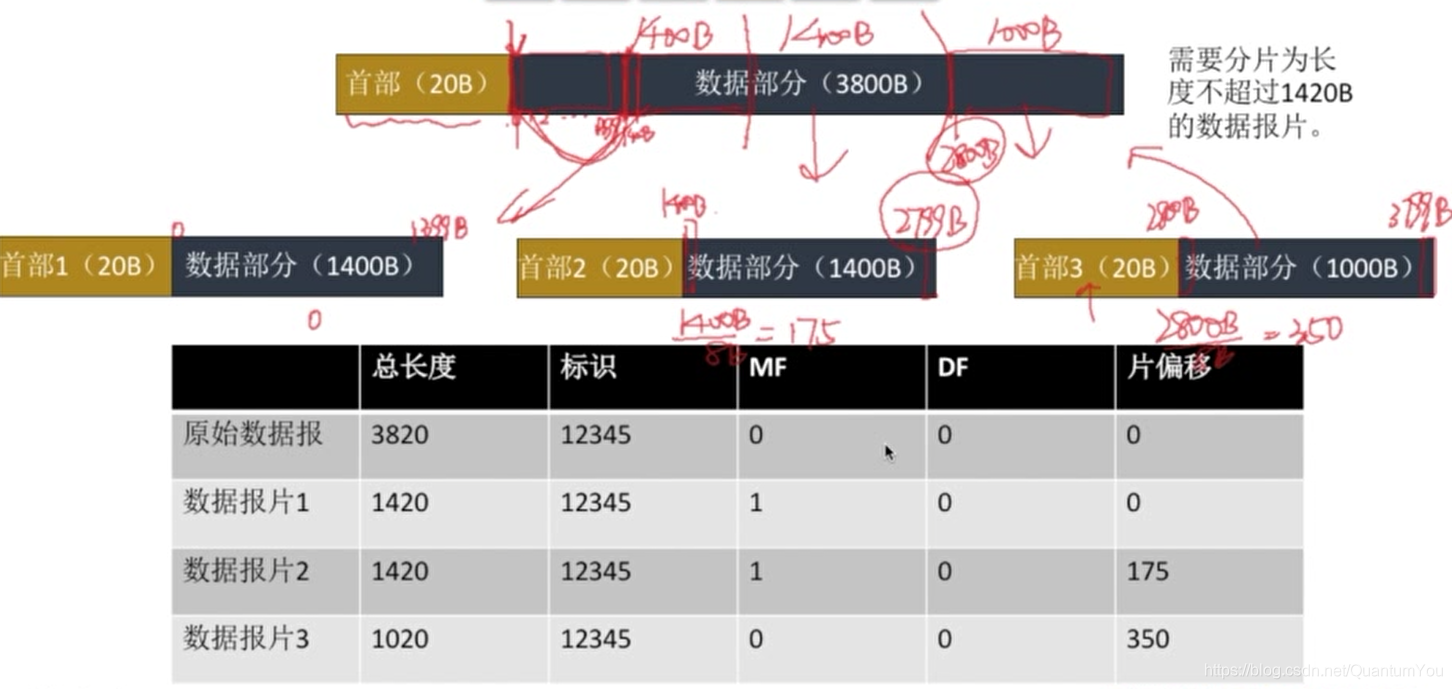 1400B 1400B 1000B
首部（20B） 数据部分（3800B）
需要分片为长
度不超过1420B
的数据报片。
2800B
0 1399B 1400B 2799B 2800B 3799B
首部1（20B） 数据部分（1400B） 首部2（20B） 数据部分（1400B） 首部3（20B） 数据部分（1000B）
0 1400B/8B = 175 2800B/8B = 350
总长度 标识 MF DF 片偏移
原始数据报 3820 12345 0 0 0
数据报片1 1420 12345 1 0 0
数据报片2 1420 12345 1 0 175
数据报片3 1020 12345 0 0 350
https://blog.csdn.net/QuantumYou